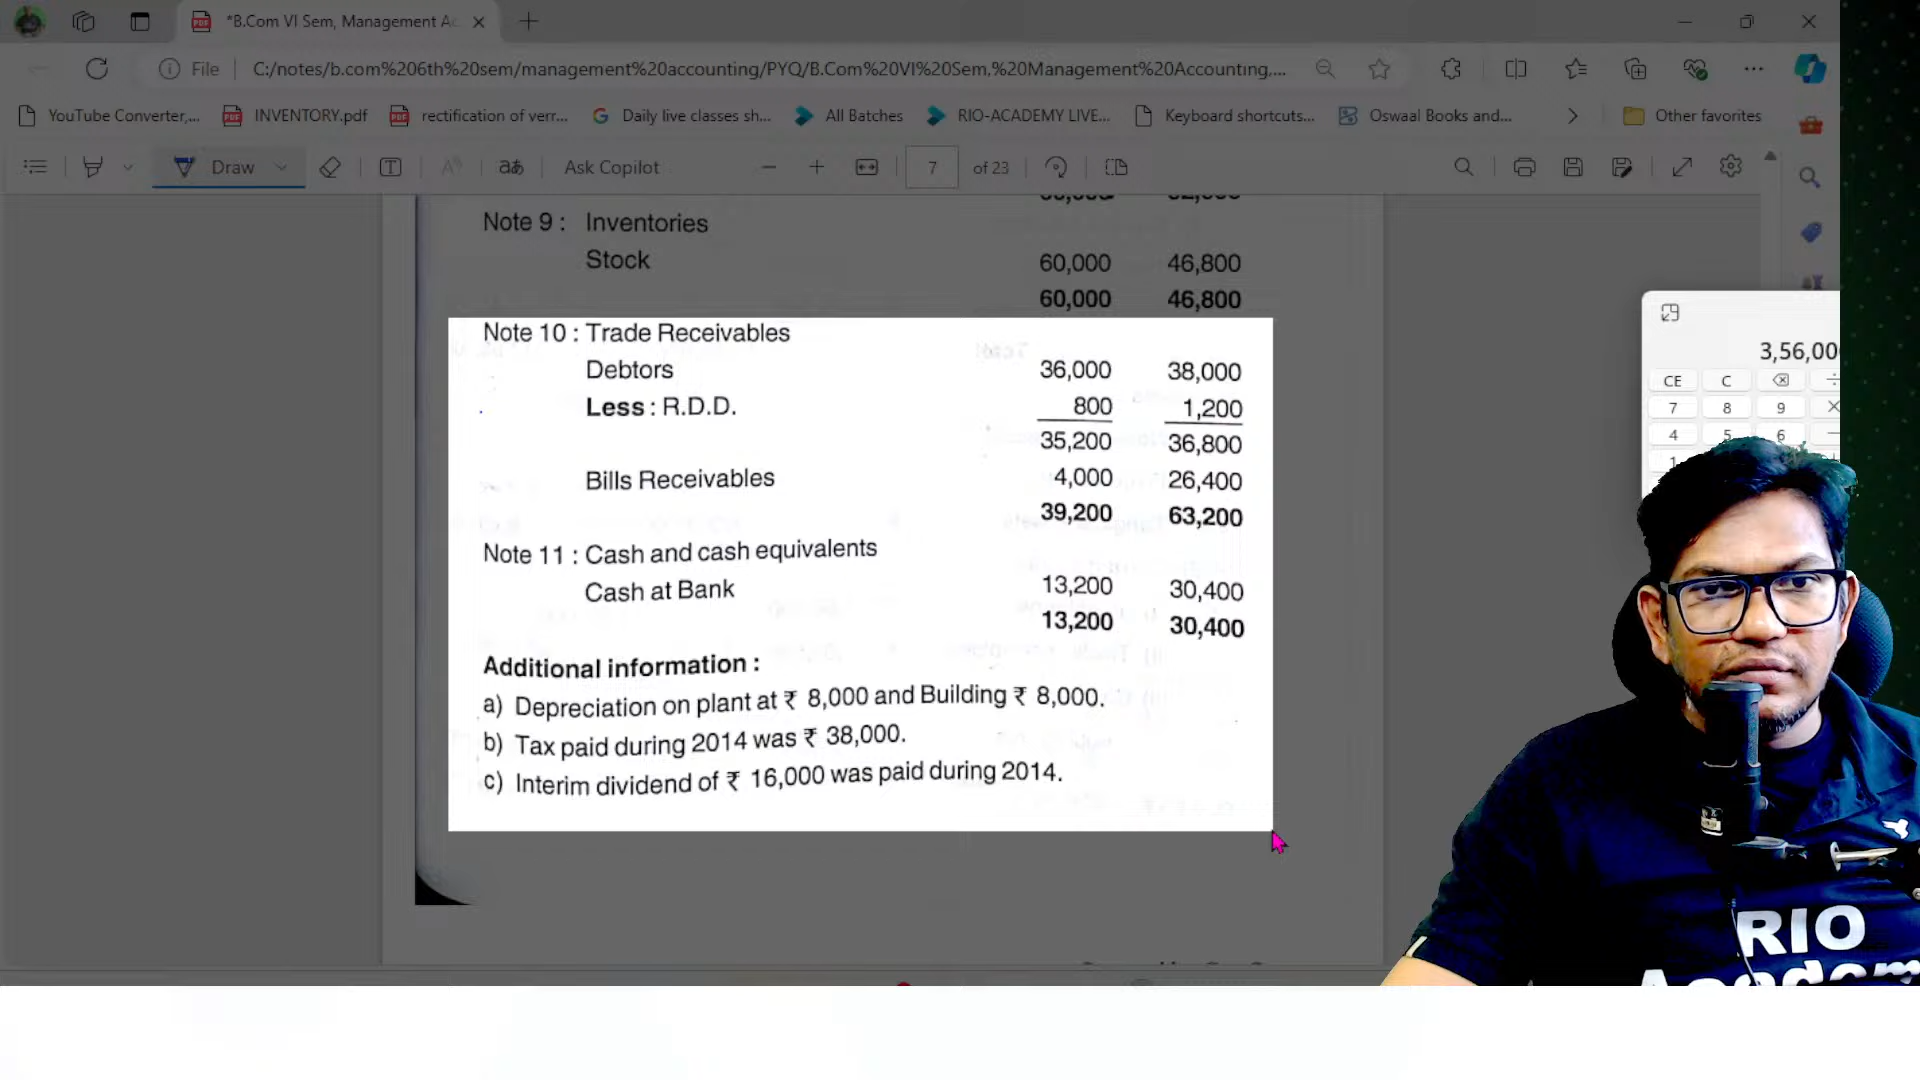 *B.Com VI Sem, Management Ac
File C:/notes/b.com%206th%20sem/management%20accounting/PYQ/B.Com%20VI%20Sem,%20Management%20Accounting,...
YouTube Converter,... INVENTORY.pdf rectification of verr... Daily live classes sh... All Batches RIO-ACADEMY LIVE... Keyboard shortcuts... Oswaal Books and... Other favorites
Draw Ask Copilot 7 of 23
Note 9 : Inventories
Stock 60,000 46,800
60,000 46,800
Note 10 : Trade Receivables
Debtors 36,000 38,000
Less : R.D.D. 800 1,200
35,200 36,800
Bills Receivables 4,000 26,400
39,200 63,200
Note 11 : Cash and cash equivalents
Cash at Bank 13,200 30,400
13,200 30,400
Additional information :
a) Depreciation on plant at ₹ 8,000 and Building ₹ 8,000.
b) Tax paid during 2014 was ₹ 38,000.
c) Interim dividend of ₹ 16,000 was paid during 2014.
3,56,00
CE C
7 8 9
4 5 6
RIO